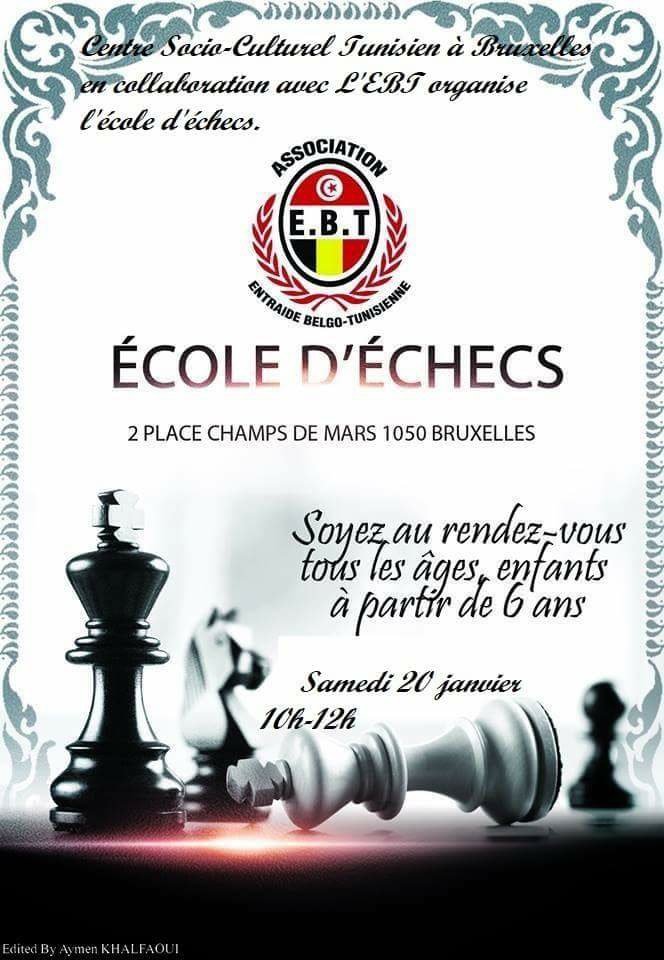 Centre Socio-Culturel Tunisien à Bruxelles
en collaboration avec L'EBT organise
l'école d'échecs.
ASSOCIATION
E.B.T
ENTRAIDE BELGO-TUNISIENNE
ÉCOLE D'ÉCHECS
2 PLACE CHAMPS DE MARS 1050 BRUXELLES
Soyez au rendez-vous
tous les âges, enfants
à partir de 6 ans
Samedi 20 janvier
10h-12h
Edited By Aymen KHALFAOUI